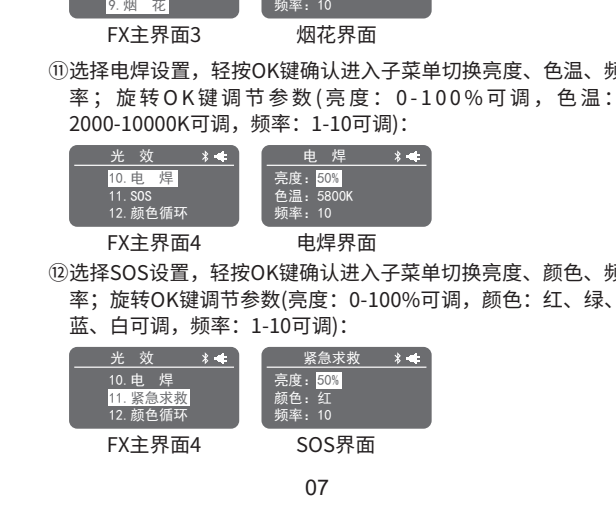 9.烟 花
频率：10
FX主界面3 烟花界面
⑪选择电焊设置，轻按OK键确认进入子菜单切换亮度、色温、频
率；旋转OK键调节参数(亮度：0-100%可调，色温：
2000-10000K可调，频率：1-10可调)：
光 效 电 焊
10.电 焊 亮度：50%
11.SOS 色温：5800K
12.颜色循环 频率：10
FX主界面4 电焊界面
⑫选择SOS设置，轻按OK键确认进入子菜单切换亮度、颜色、频
率；旋转OK键调节参数(亮度：0-100%可调，颜色：红、绿、
蓝、白可调，频率：1-10可调)：
光 效 紧急求救
10.电 焊 亮度：50%
11.紧急求救 颜色：红
12.颜色循环 频率：10
FX主界面4 SOS界面
07